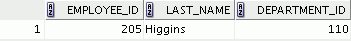 EMPLOYEE_ID LAST_NAME DEPARTMENT_ID
1 205 Higgins 110